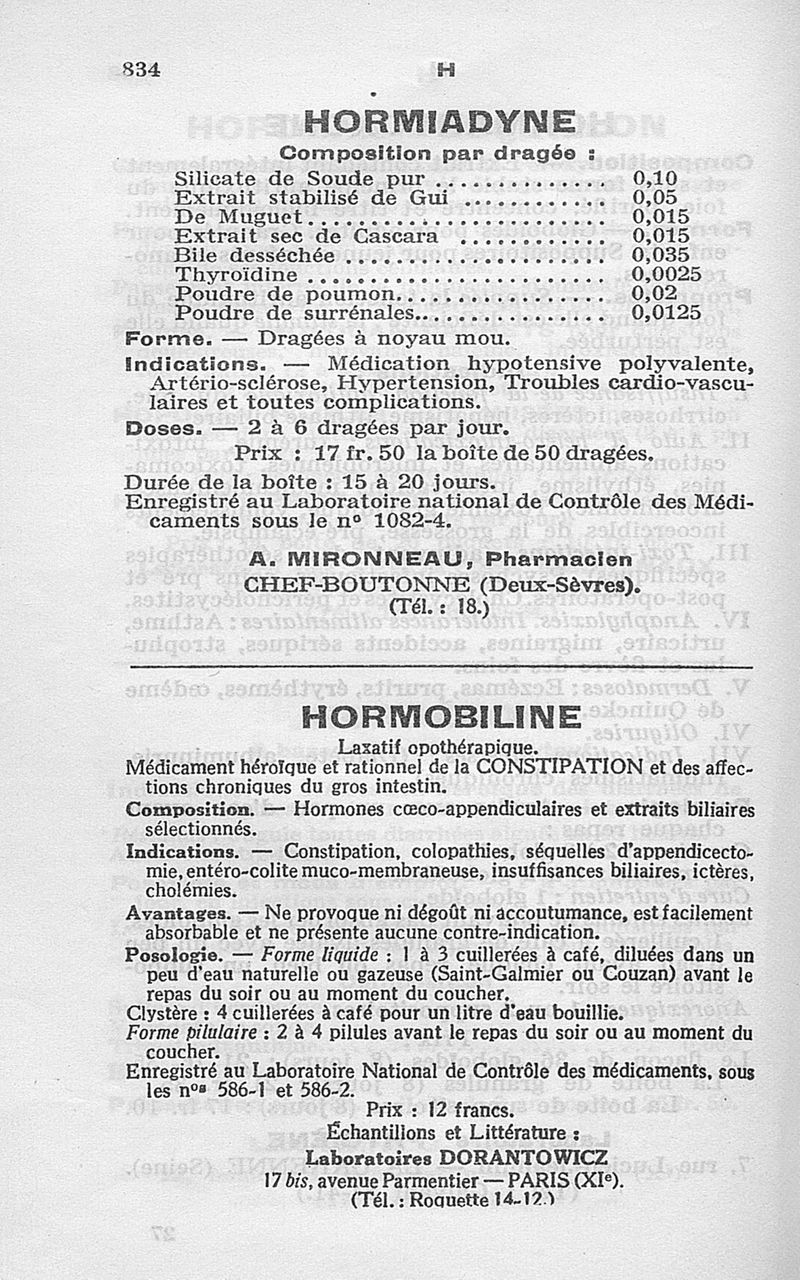 834
H
HORMIADYNE
Composition par dragée :
Silicate de Soude pur .............. 0,10
Extrait stabilisé de Gui ............ 0,05
De Muguet......................... 0,015
Extrait sec de Cascara ............ 0,015
Bile desséchée ...................... 0,035
Thyroïdine ......................... 0,0025
Poudre de poumon.................. 0,02
Poudre de surrénales................ 0,0125
Forme. — Dragées à noyau mou.
Indications. — Médication hypotensive polyvalente,
Artério-sclérose, Hypertension, Troubles cardio-vascu-
laires et toutes complications.
Doses. — 2 à 6 dragées par jour.
Prix : 17 fr. 50 la boîte de 50 dragées.
Durée de la boîte : 15 à 20 jours.
Enregistré au Laboratoire national de Contrôle des Médi-
caments sous le nº 1082-4.
A. MIRONNEAU, Pharmacien
CHEF-BOUTONNE (Deux-Sèvres).
(Tél. : 18.)
HORMOBILINE
Laxatif opothérapique.
Médicament héroïque et rationnel de la CONSTIPATION et des affec-
tions chroniques du gros intestin.
Composition. — Hormones cœco-appendiculaires et extraits biliaires
sélectionnés.
Indications. — Constipation, colopathies, séquelles d'appendicecto-
mie, entéro-colite muco-membraneuse, insuffisances biliaires, ictères,
cholémies.
Avantages. — Ne provoque ni dégoût ni accoutumance, est facilement
absorbable et ne présente aucune contre-indication.
Posologie. — Forme liquide : 1 à 3 cuillerées à café, diluées dans un
peu d'eau naturelle ou gazeuse (Saint-Galmier ou Couzan) avant le
repas du soir ou au moment du coucher.
Clystère : 4 cuillerées à café pour un litre d'eau bouillie.
Forme pilulaire : 2 à 4 pilules avant le repas du soir ou au moment du
coucher.
Enregistré au Laboratoire National de Contrôle des médicaments, sous
les nᵒˢ 586-1 et 586-2.
Prix : 12 francs.
Échantillons et Littérature :
Laboratoires DORANTOWICZ
17 bis, avenue Parmentier — PARIS (XIᵉ).
(Tél. : Roquette 14-12.)